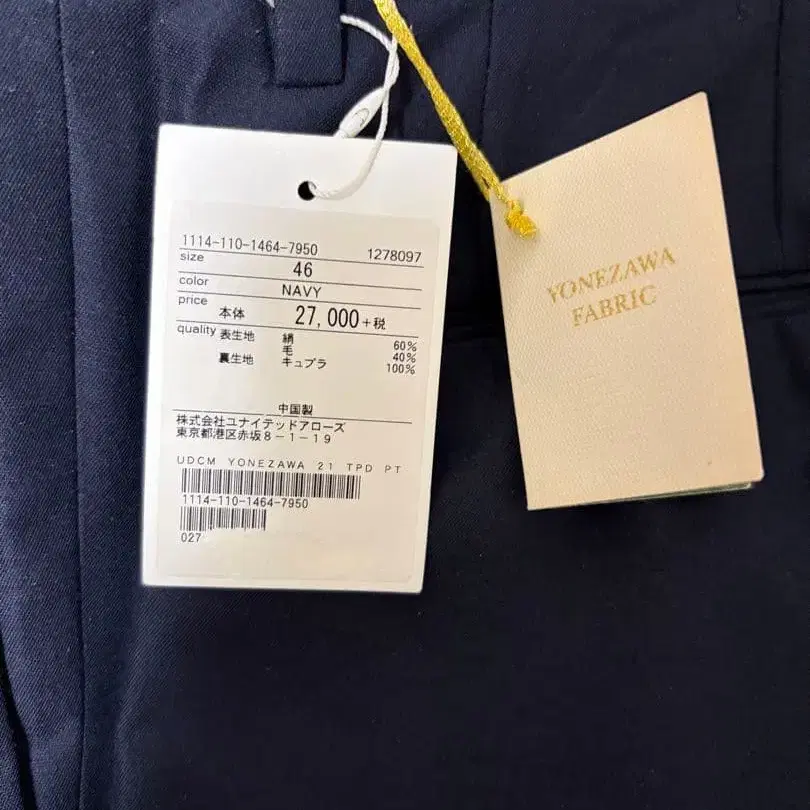 1114-110-1464-7950 1278097
size 46
color NAVY
price 本体 27,000+税
quality 表生地 絹 60%
毛 40%
裏生地 キュプラ 100%
中国製
株式会社ユナイテッドアローズ
東京都港区赤坂8-1-19
UDCM YONEZAWA 21 TPD PT
1114-110-1464-7950
027
YONEZAWA
FABRIC